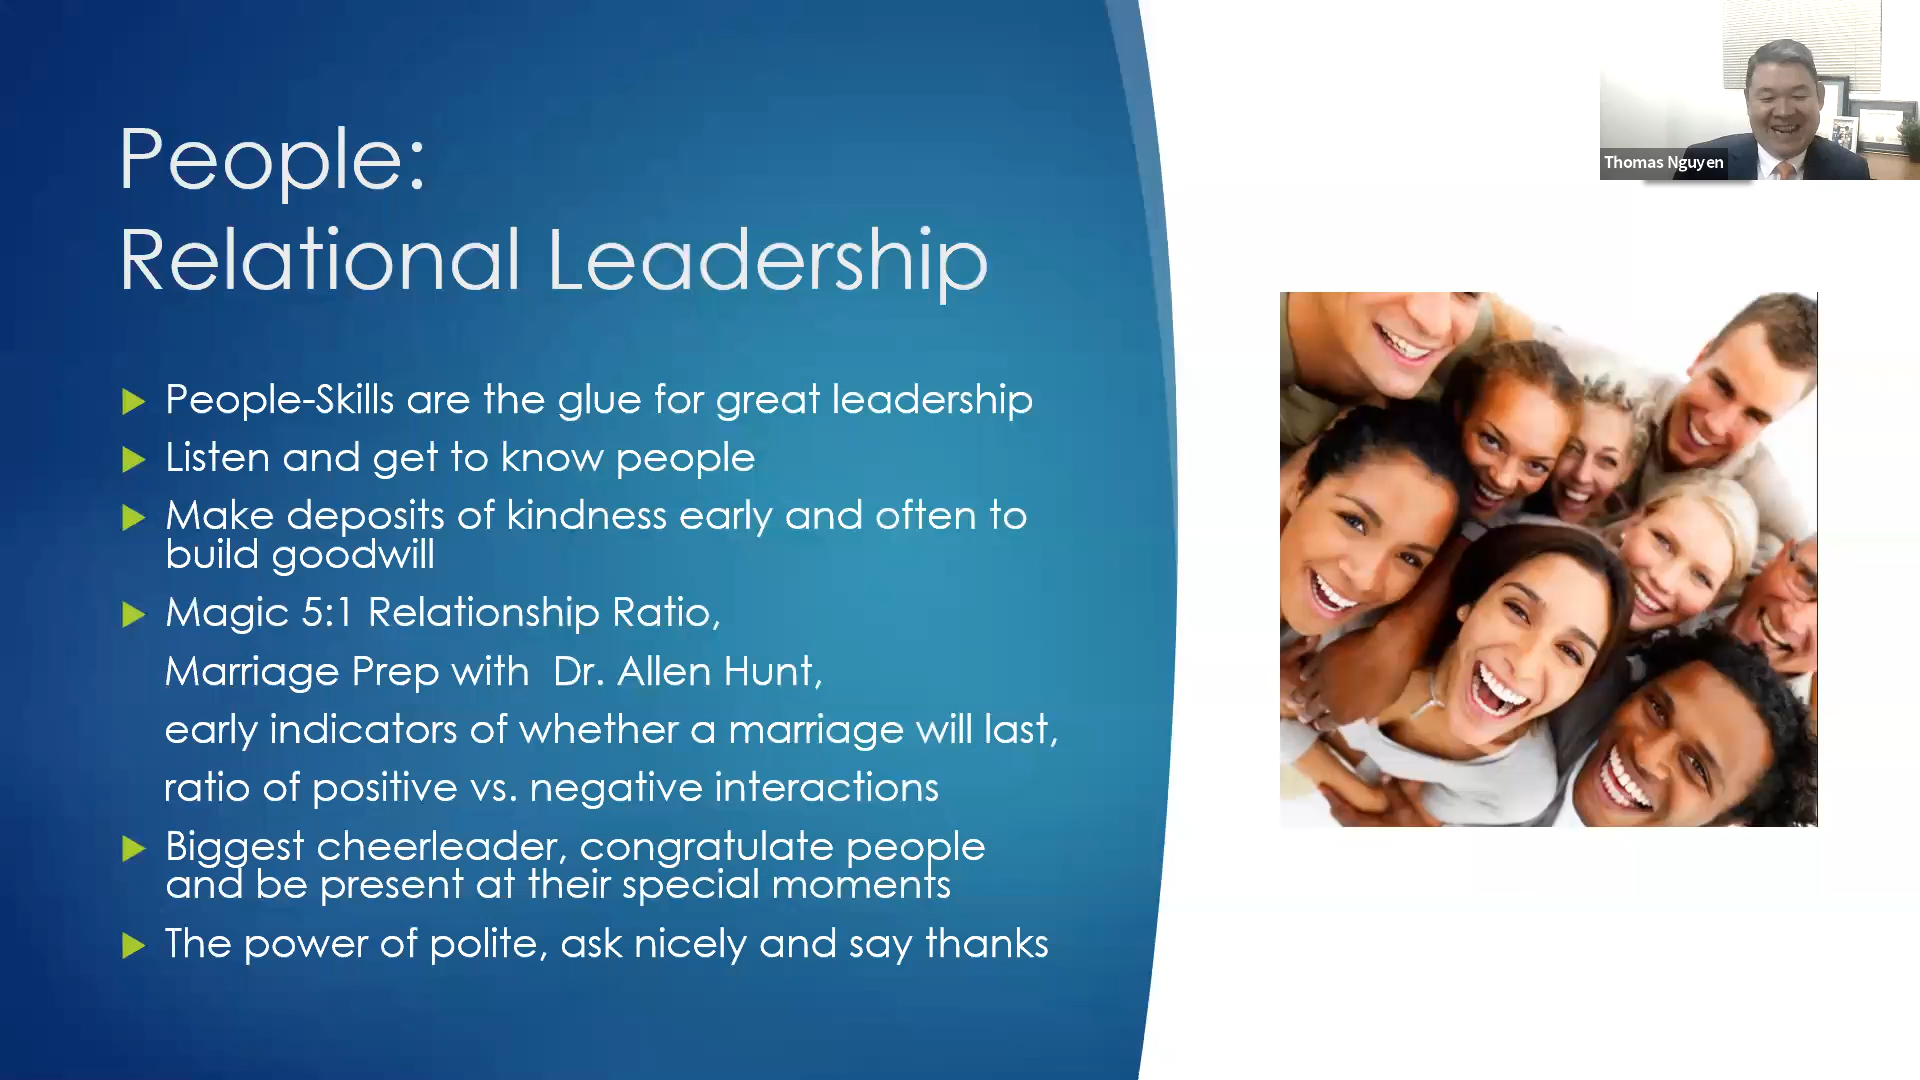 People:
Relational Leadership
People-Skills are the glue for great leadership
Listen and get to know people
Make deposits of kindness early and often to
build goodwill
Magic 5:1 Relationship Ratio,
Marriage Prep with  Dr. Allen Hunt,
early indicators of whether a marriage will last,
ratio of positive vs. negative interactions
Biggest cheerleader, congratulate people
and be present at their special moments
The power of polite, ask nicely and say thanks
Thomas Nguyen